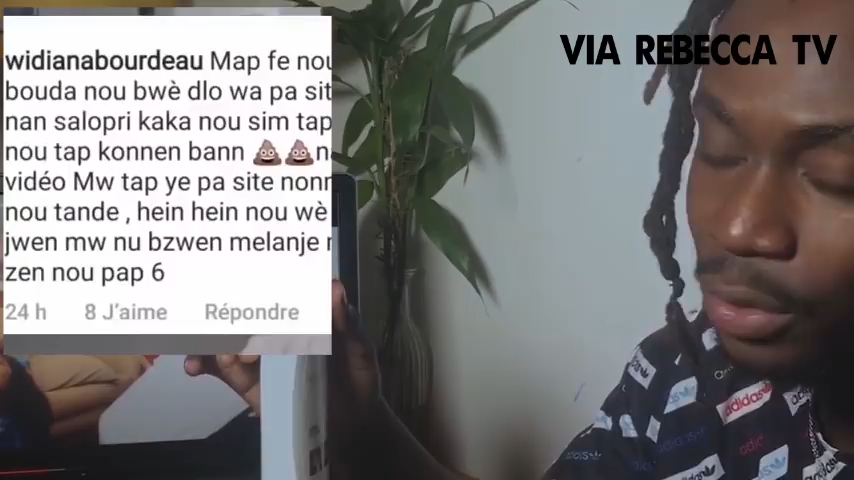 VIA REBECCA TV
widianabourdeau Map fe nou
bouda nou bwè dlo wa pa sit
nan salopri kaka nou sim tap
nou tap konnen bann 💩💩
vidéo Mw tap ye pa site
nou tande , hein hein nou wè
jwen mw nu bzwen melanje
zen nou pap 6
24 h 8 J'aime Répondre
adidas
adidas